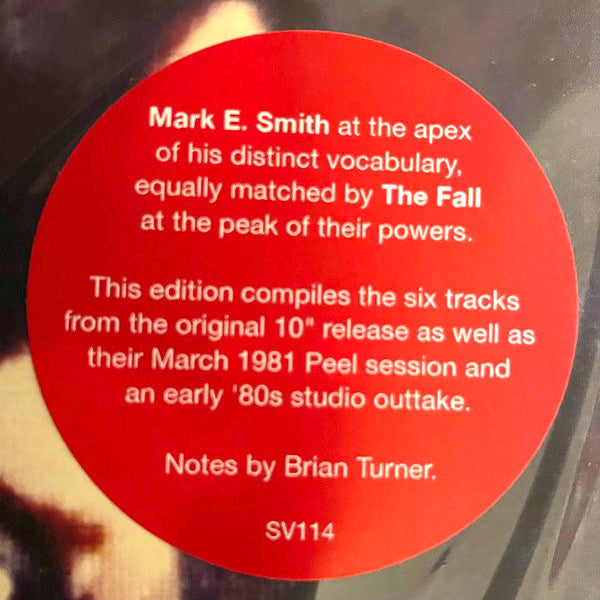 Mark E. Smith at the apex
of his distinct vocabulary,
equally matched by The Fall
at the peak of their powers.
This edition compiles the six tracks
from the original 10" release as well as
their March 1981 Peel session and
an early '80s studio outtake.
Notes by Brian Turner.
SV114